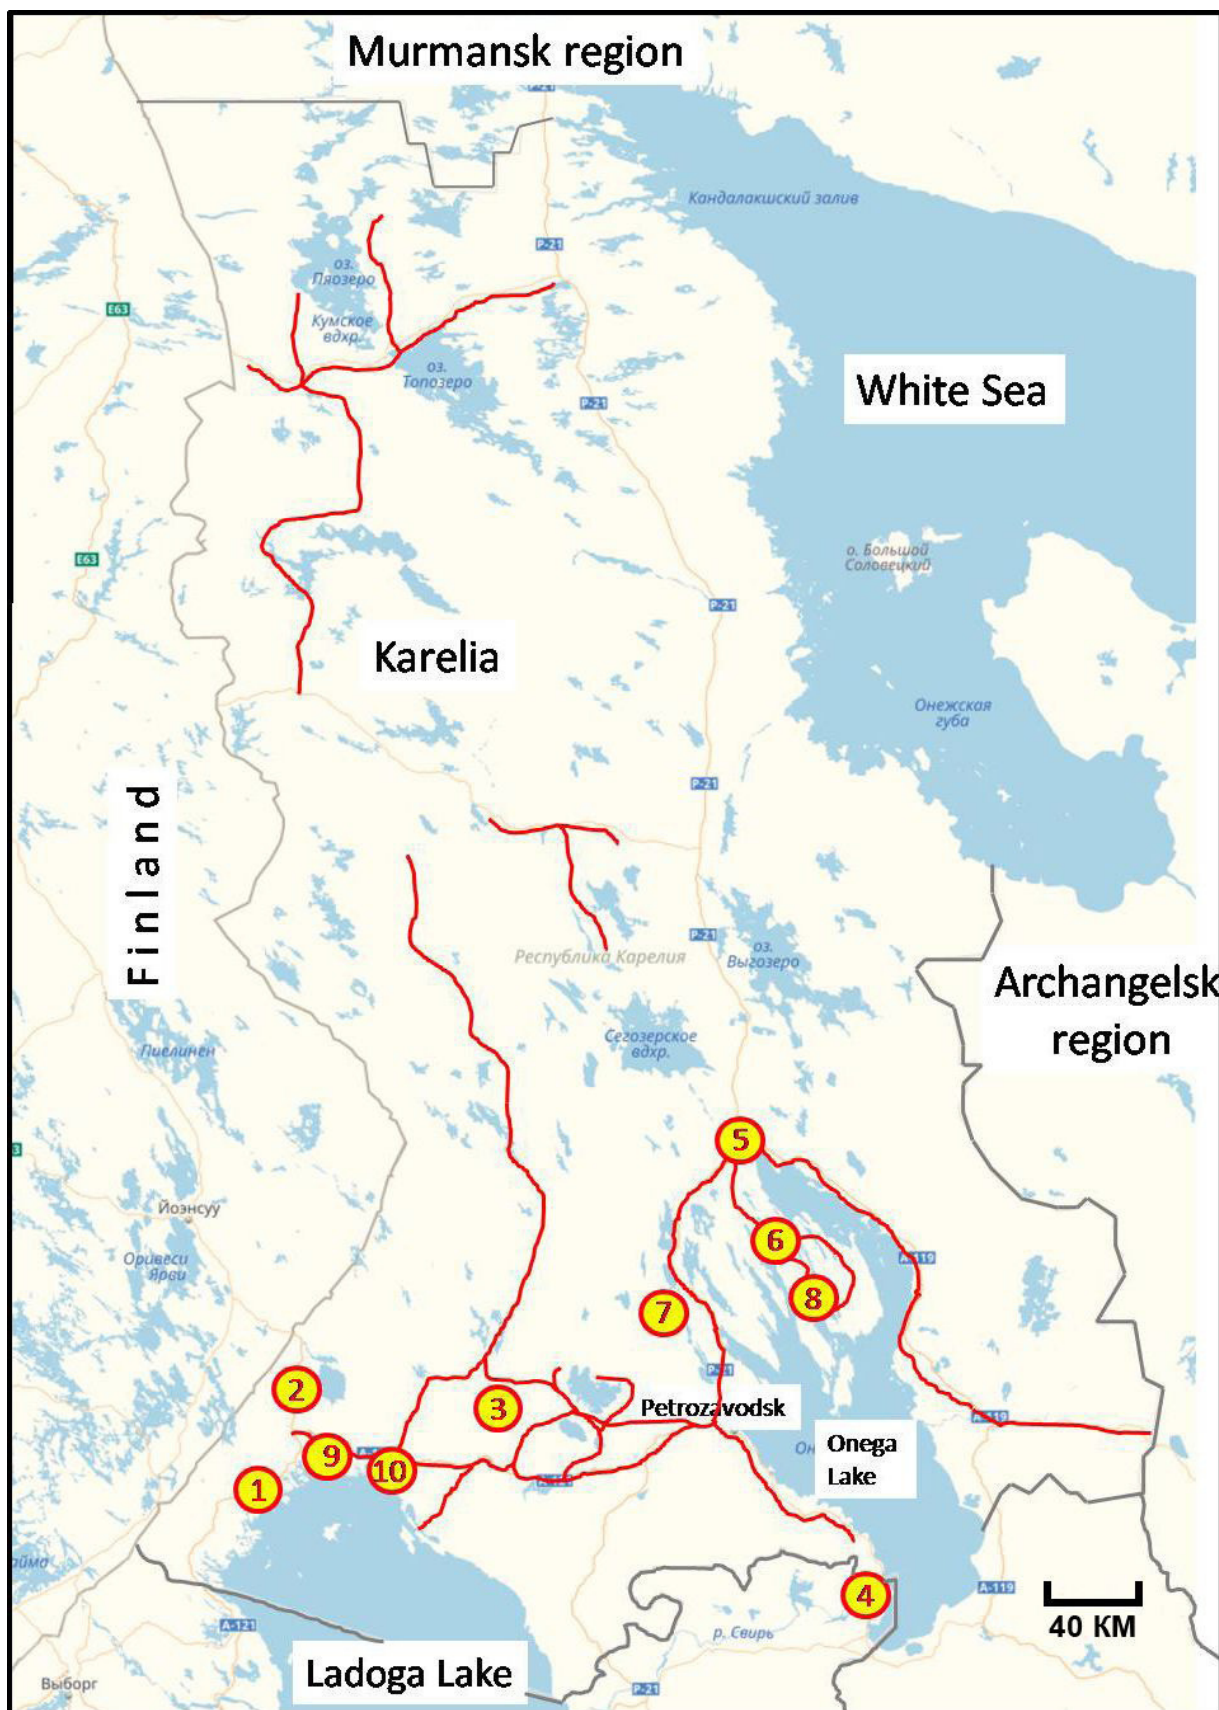 Murmansk region
Р-21
Кандалакшский залив
Р-21
оз.
Пяозеро
E63
Кумское
вдхр.
оз.
Топозеро
White Sea
Р-21
о. Большой
Соловецкий
E63
Р-21
Karelia
Онежская
губа
Р-21
Finland
Р-21
оз.
Выгозеро
Республика Карелия
Archangelsk
region
Сегозерское
вдхр.
Пиелинен
5
3
Йоэнсуу
6
Оривеси
Ярви
А-119
8
7
Р-21
2
3
Petrozavodsk
А-119
Onega
Lake
9
10
1
А-121
4
А-119
40 KM
А-121
р. Свирь
Ladoga Lake
Выборг
Р-21